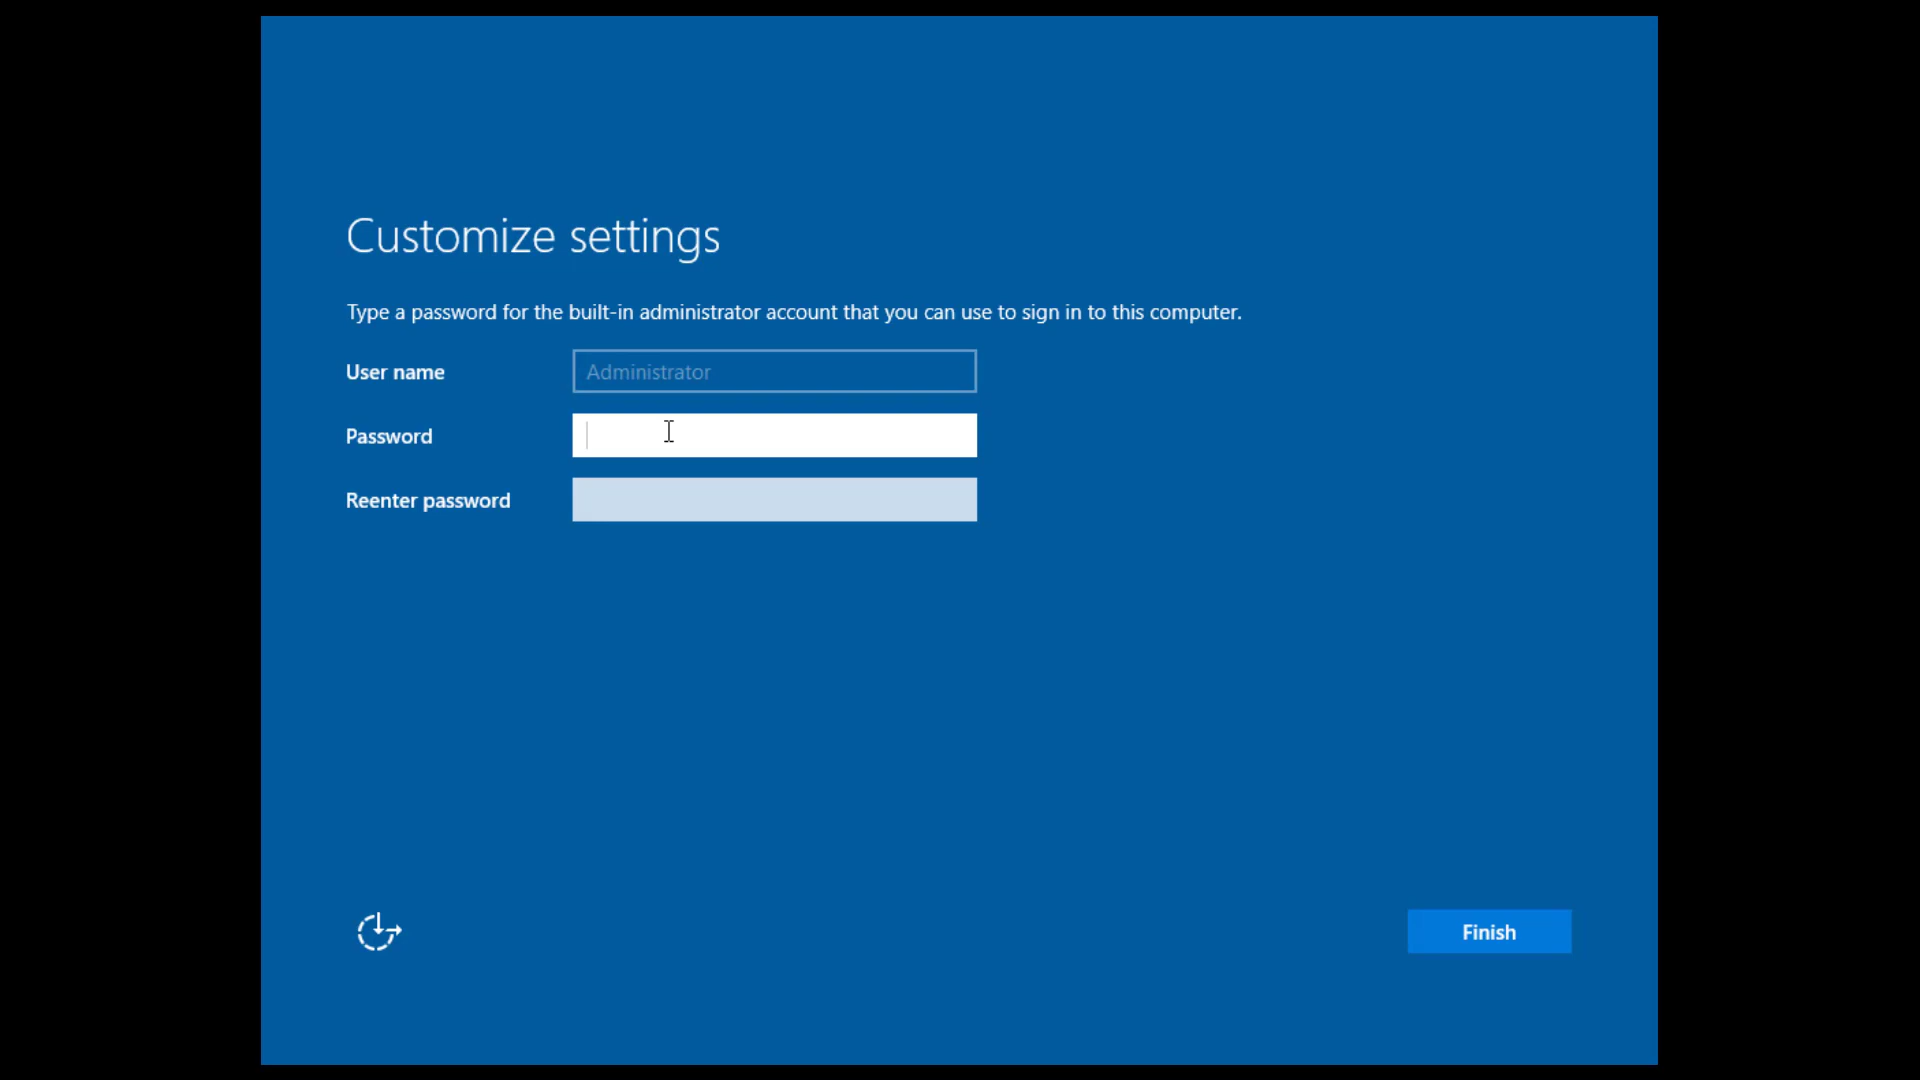 Customize settings
Type a password for the built-in administrator account that you can use to sign in to this computer.
User name
Administrator
Password
Reenter password
Finish